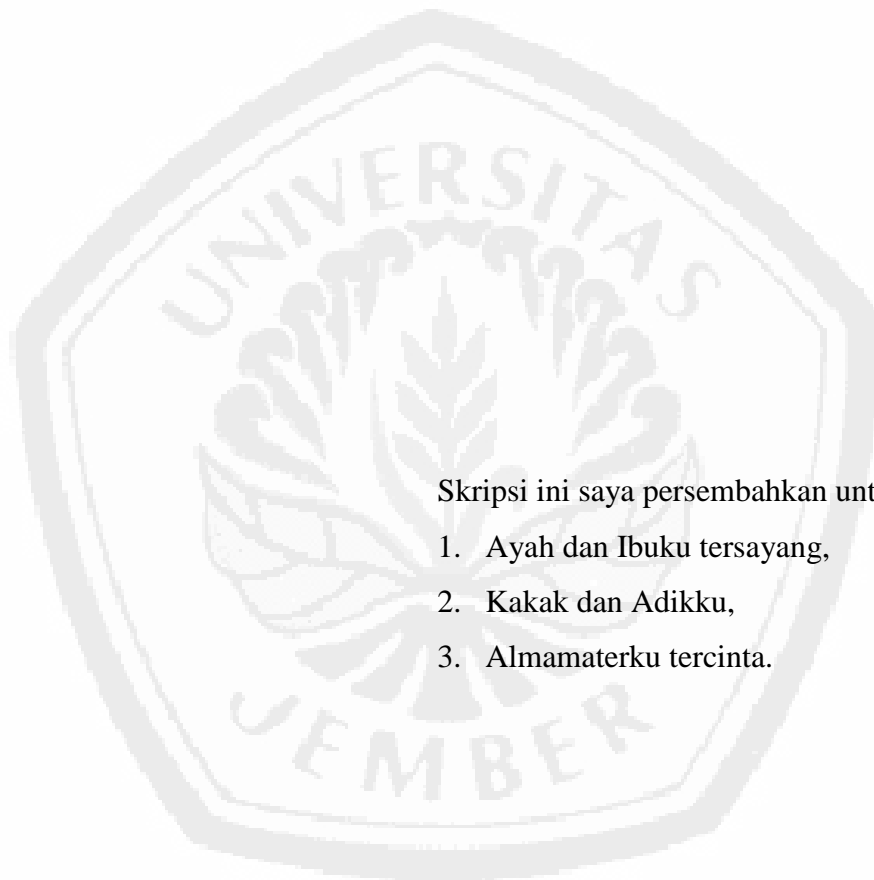 UNIVERSITAS
Skripsi ini saya persembahkan unt
1. Ayah dan Ibuku tersayang,
2. Kakak dan Adikku,
3. Almamaterku tercinta.
JEMBER